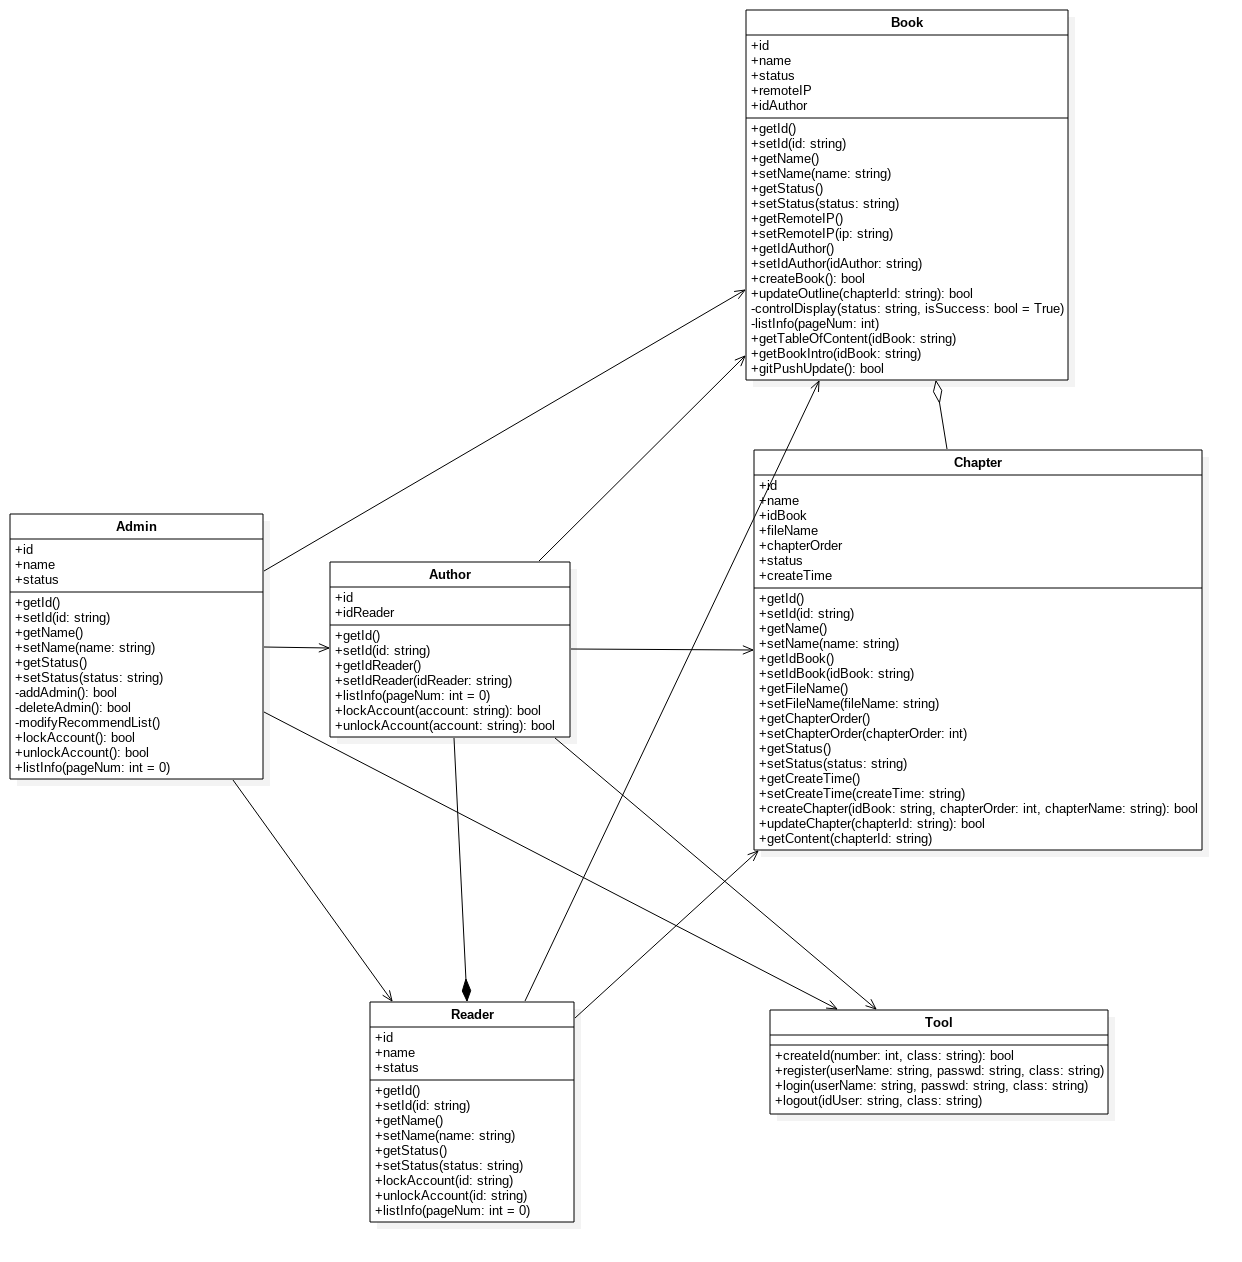 Book
+id
+name
+status
+remoteIP
+idAuthor
+getId()
+setId(id: string)
+getName()
+setName(name: string)
+getStatus()
+setStatus(status: string)
+getRemoteIP()
+setRemoteIP(ip: string)
+getIdAuthor()
+setIdAuthor(idAuthor: string)
+createBook(): bool
+updateOutline(chapterId: string): bool
-controlDisplay(status: string, isSuccess: bool = True)
-listInfo(pageNum: int)
+getTableOfContent(idBook: string)
+getBookIntro(idBook: string)
+gitPushUpdate(): bool
Chapter
+id
+name
+idBook
+fileName
+chapterOrder
+status
+createTime
+getId()
+setId(id: string)
+getName()
+setName(name: string)
+getIdBook()
+setIdBook(idBook: string)
+getFileName()
+setFileName(fileName: string)
+getChapterOrder()
+setChapterOrder(chapterOrder: int)
+getStatus()
+setStatus(status: string)
+getCreateTime()
+setCreateTime(createTime: string)
+createChapter(idBook: string, chapterOrder: int, chapterName: string): bool
+updateChapter(chapterId: string): bool
+getContent(chapterId: string)
Admin
+id
+name
+status
+getId()
+setId(id: string)
+getName()
+setName(name: string)
+getStatus()
+setStatus(status: string)
-addAdmin(): bool
-deleteAdmin(): bool
-modifyRecommendList()
+lockAccount(): bool
+unlockAccount(): bool
+listInfo(pageNum: int = 0)
Author
+id
+idReader
+getId()
+setId(id: string)
+getIdReader()
+setIdReader(idReader: string)
+listInfo(pageNum: int = 0)
+lockAccount(account: string): bool
+unlockAccount(account: string): bool
Reader
+id
+name
+status
+getId()
+setId(id: string)
+getName()
+setName(name: string)
+getStatus()
+setStatus(status: string)
+lockAccount(id: string)
+unlockAccount(id: string)
+listInfo(pageNum: int = 0)
Tool
+createId(number: int, class: string): bool
+register(userName: string, passwd: string, class: string)
+login(userName: string, passwd: string, class: string)
+logout(idUser: string, class: string)